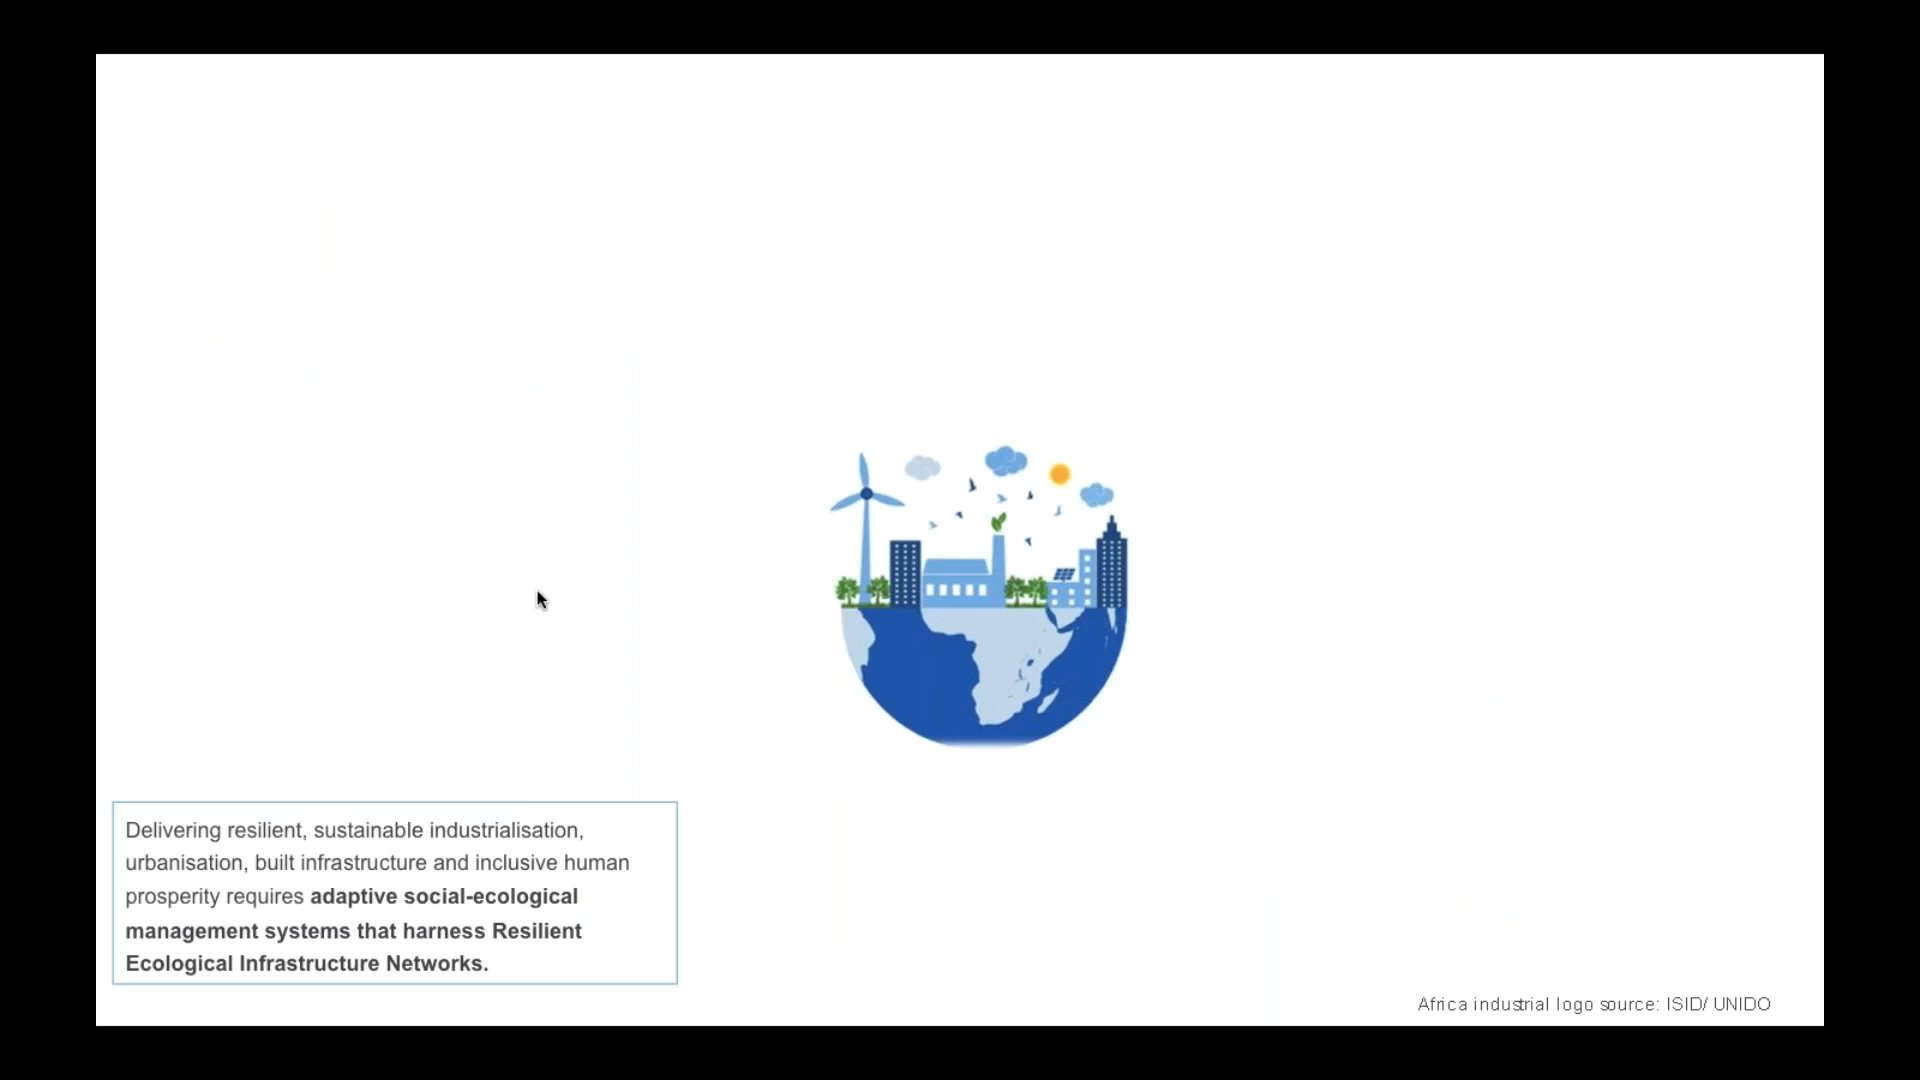 Delivering resilient, sustainable industrialisation,
urbanisation, built infrastructure and inclusive human
prosperity requires adaptive social-ecological
management systems that harness Resilient
Ecological Infrastructure Networks.
Africa industrial logo source: ISID/ UNIDO